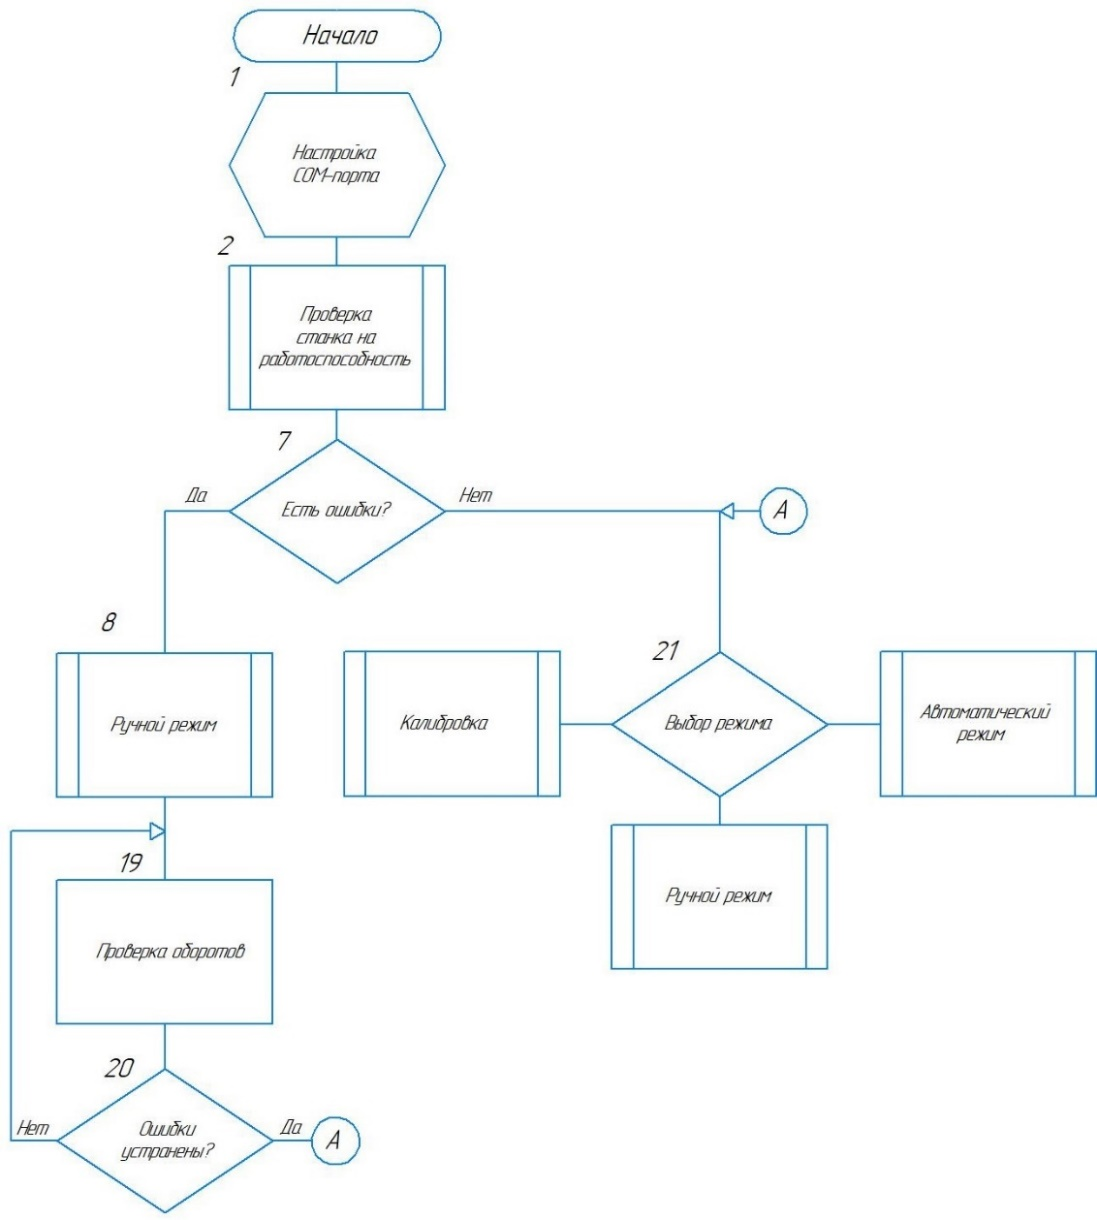 Начало
1
Настройка
COM-порта
2
Проверка
станка на
работоспособность
7
Да
Есть ошибки?
Нет
А
8
Ручной режим
21
Калибровка
Выбор режима
Автоматический
режим
Ручной режим
19
Проверка оборотов
20
Нет
Ошибки
устранены?
Да
А